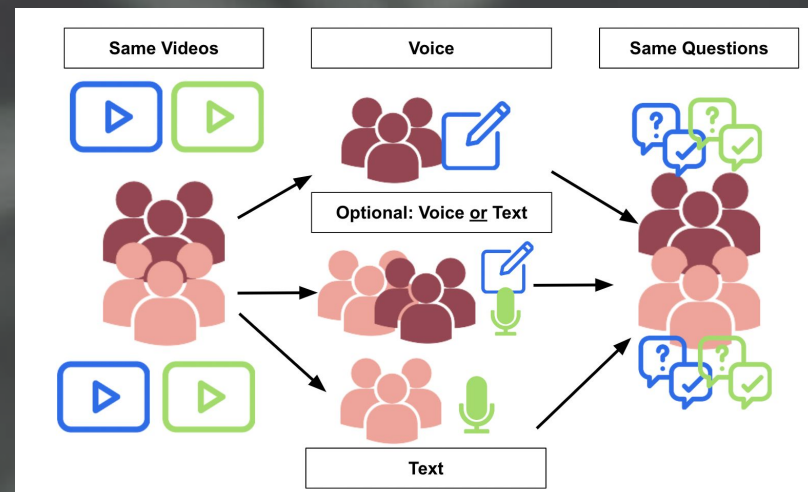 Same Videos
Voice
Same Questions
Optional: Voice or Text
Text